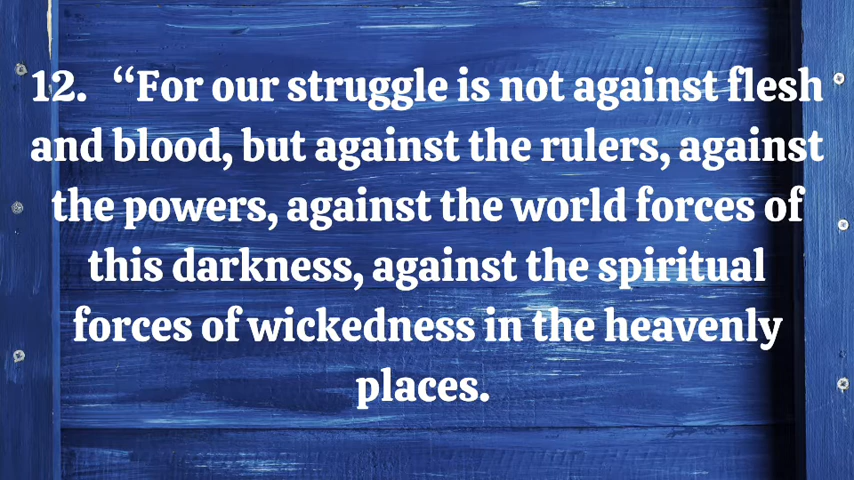 12. “For our struggle is not against flesh
and blood, but against the rulers, against
the powers, against the world forces of
this darkness, against the spiritual
forces of wickedness in the heavenly
places.